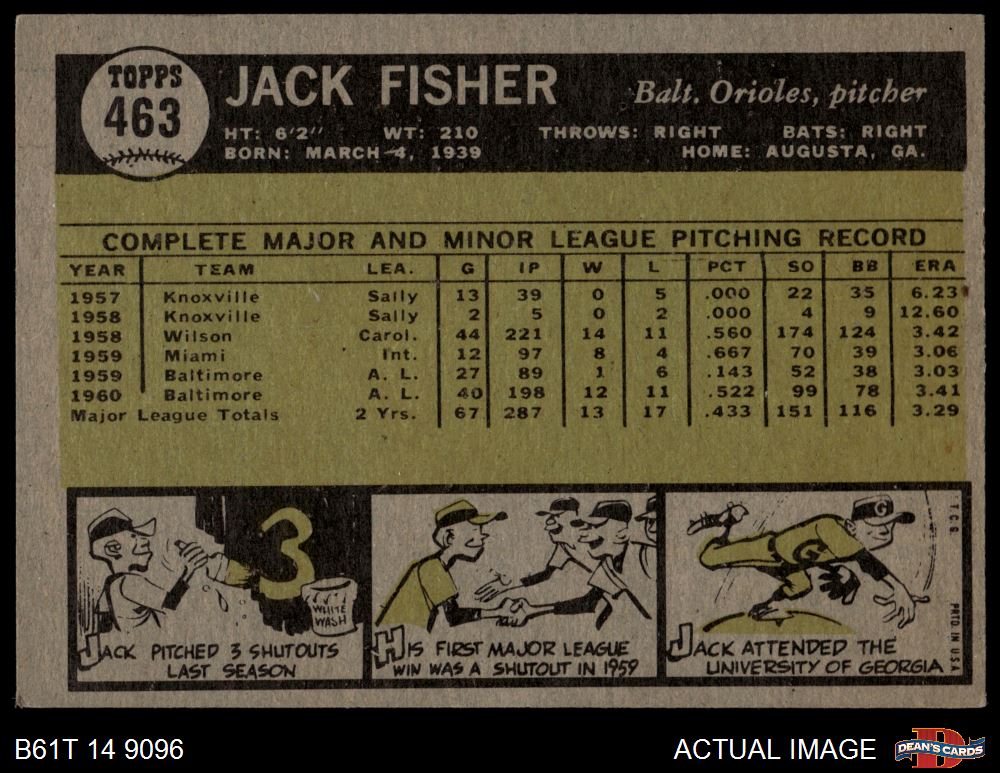 TOPPS
463
JACK FISHER
Balt. Orioles, pitcher
HT: 6'2" WT: 210 THROWS: RIGHT BATS: RIGHT
BORN: MARCH 4, 1939 HOME: AUGUSTA, GA.
COMPLETE MAJOR AND MINOR LEAGUE PITCHING RECORD
YEAR TEAM LEA. G IP W L PCT SO BB ERA
1957 Knoxville Sally 13 39 0 5 .000 22 35 6.23
1958 Knoxville Sally 2 5 0 2 .000 4 9 12.60
1958 Wilson Carol. 44 221 14 11 .560 174 124 3.42
1959 Miami Int. 12 97 8 4 .667 70 39 3.06
1959 Baltimore A. L. 27 89 1 6 .143 52 38 3.03
1960 Baltimore A. L. 40 198 12 11 .522 99 78 3.41
Major League Totals 2 Yrs. 67 287 13 17 .433 151 116 3.29
3
WHITE
WASH
JACK PITCHED 3 SHUTOUTS
LAST SEASON
HIS FIRST MAJOR LEAGUE
WIN WAS A SHUTOUT IN 1959
G
G
JACK ATTENDED THE
UNIVERSITY OF GEORGIA
T.C.G.
PRTD. IN U.S.A.
B61T 14 9096
ACTUAL IMAGE
D
DEAN'S CARDS